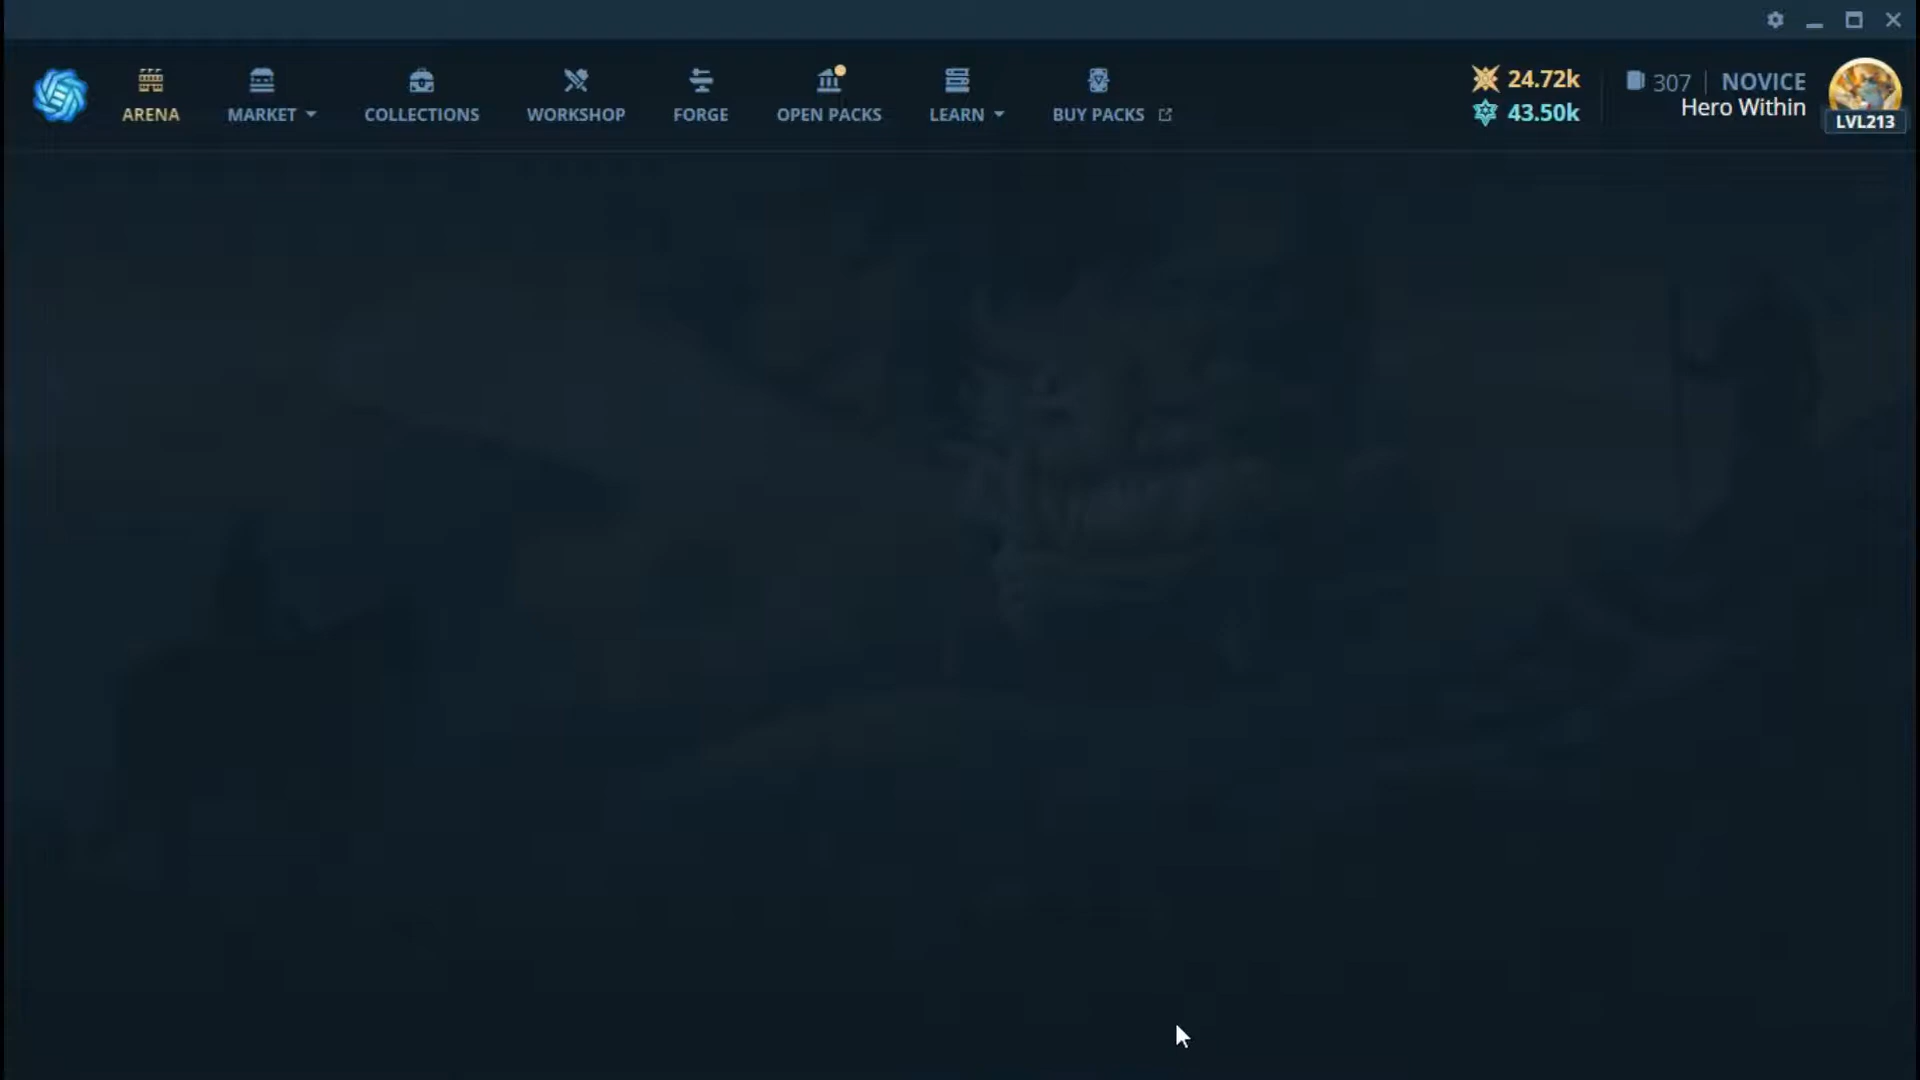 ARENA
MARKET
COLLECTIONS
WORKSHOP
FORGE
OPEN PACKS
LEARN
BUY PACKS
24.72k
43.50k
307 | NOVICE
Hero Within
LVL213